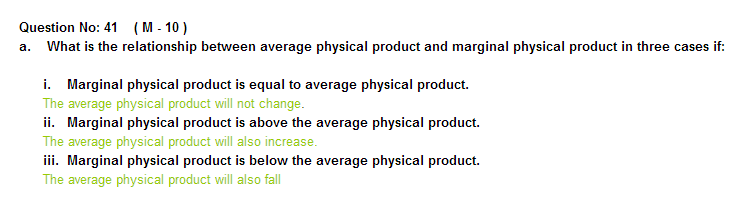 Question No: 41 ( M - 10 )
a. What is the relationship between average physical product and marginal physical product in three cases if:
i. Marginal physical product is equal to average physical product.
The average physical product will not change.
ii. Marginal physical product is above the average physical product.
The average physical product will also increase.
iii. Marginal physical product is below the average physical product.
The average physical product will also fall